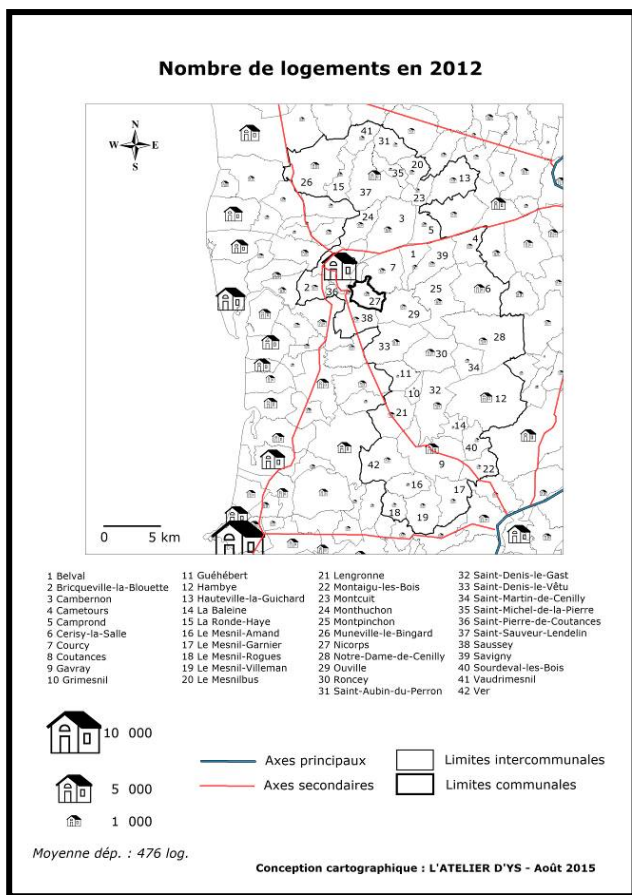 Nombre de logements en 2012
N
W E
S
41
31
20
26
15
35
13
37
23
24
3
5
4
1
39
7
2
36
27
25
6
29
38
33
28
30
34
11
10
32
12
21
14
40
42
9
22
16
17
18
19
0 5 km
1 Belval
2 Bricqueville-la-Blouette
3 Cambernon
4 Cametours
5 Camprond
6 Cerisy-la-Salle
7 Courcy
8 Coutances
9 Gavray
10 Grimesnil
11 Guéhébert
12 Hambye
13 Hauteville-la-Guichard
14 La Baleine
15 La Ronde-Haye
16 Le Mesnil-Amand
17 Le Mesnil-Garnier
18 Le Mesnil-Rogues
19 Le Mesnil-Villeman
20 Le Mesnilbus
21 Lengronne
22 Montaigu-les-Bois
23 Montcuit
24 Monthuchon
25 Montpinchon
26 Muneville-le-Bingard
27 Nicorps
28 Notre-Dame-de-Cenilly
29 Ouville
30 Roncey
31 Saint-Aubin-du-Perron
32 Saint-Denis-le-Gast
33 Saint-Denis-le-Vêtu
34 Saint-Martin-de-Cenilly
35 Saint-Michel-de-la-Pierre
36 Saint-Pierre-de-Coutances
37 Saint-Sauveur-Lendelin
38 Saussey
39 Savigny
40 Sourdeval-les-Bois
41 Vaudrimesnil
42 Ver
10 000
5 000
1 000
Axes principaux
Axes secondaires
Limites intercommunales
Limites communales
Moyenne dép. : 476 log.
Conception cartographique : L'ATELIER D'YS - Août 2015